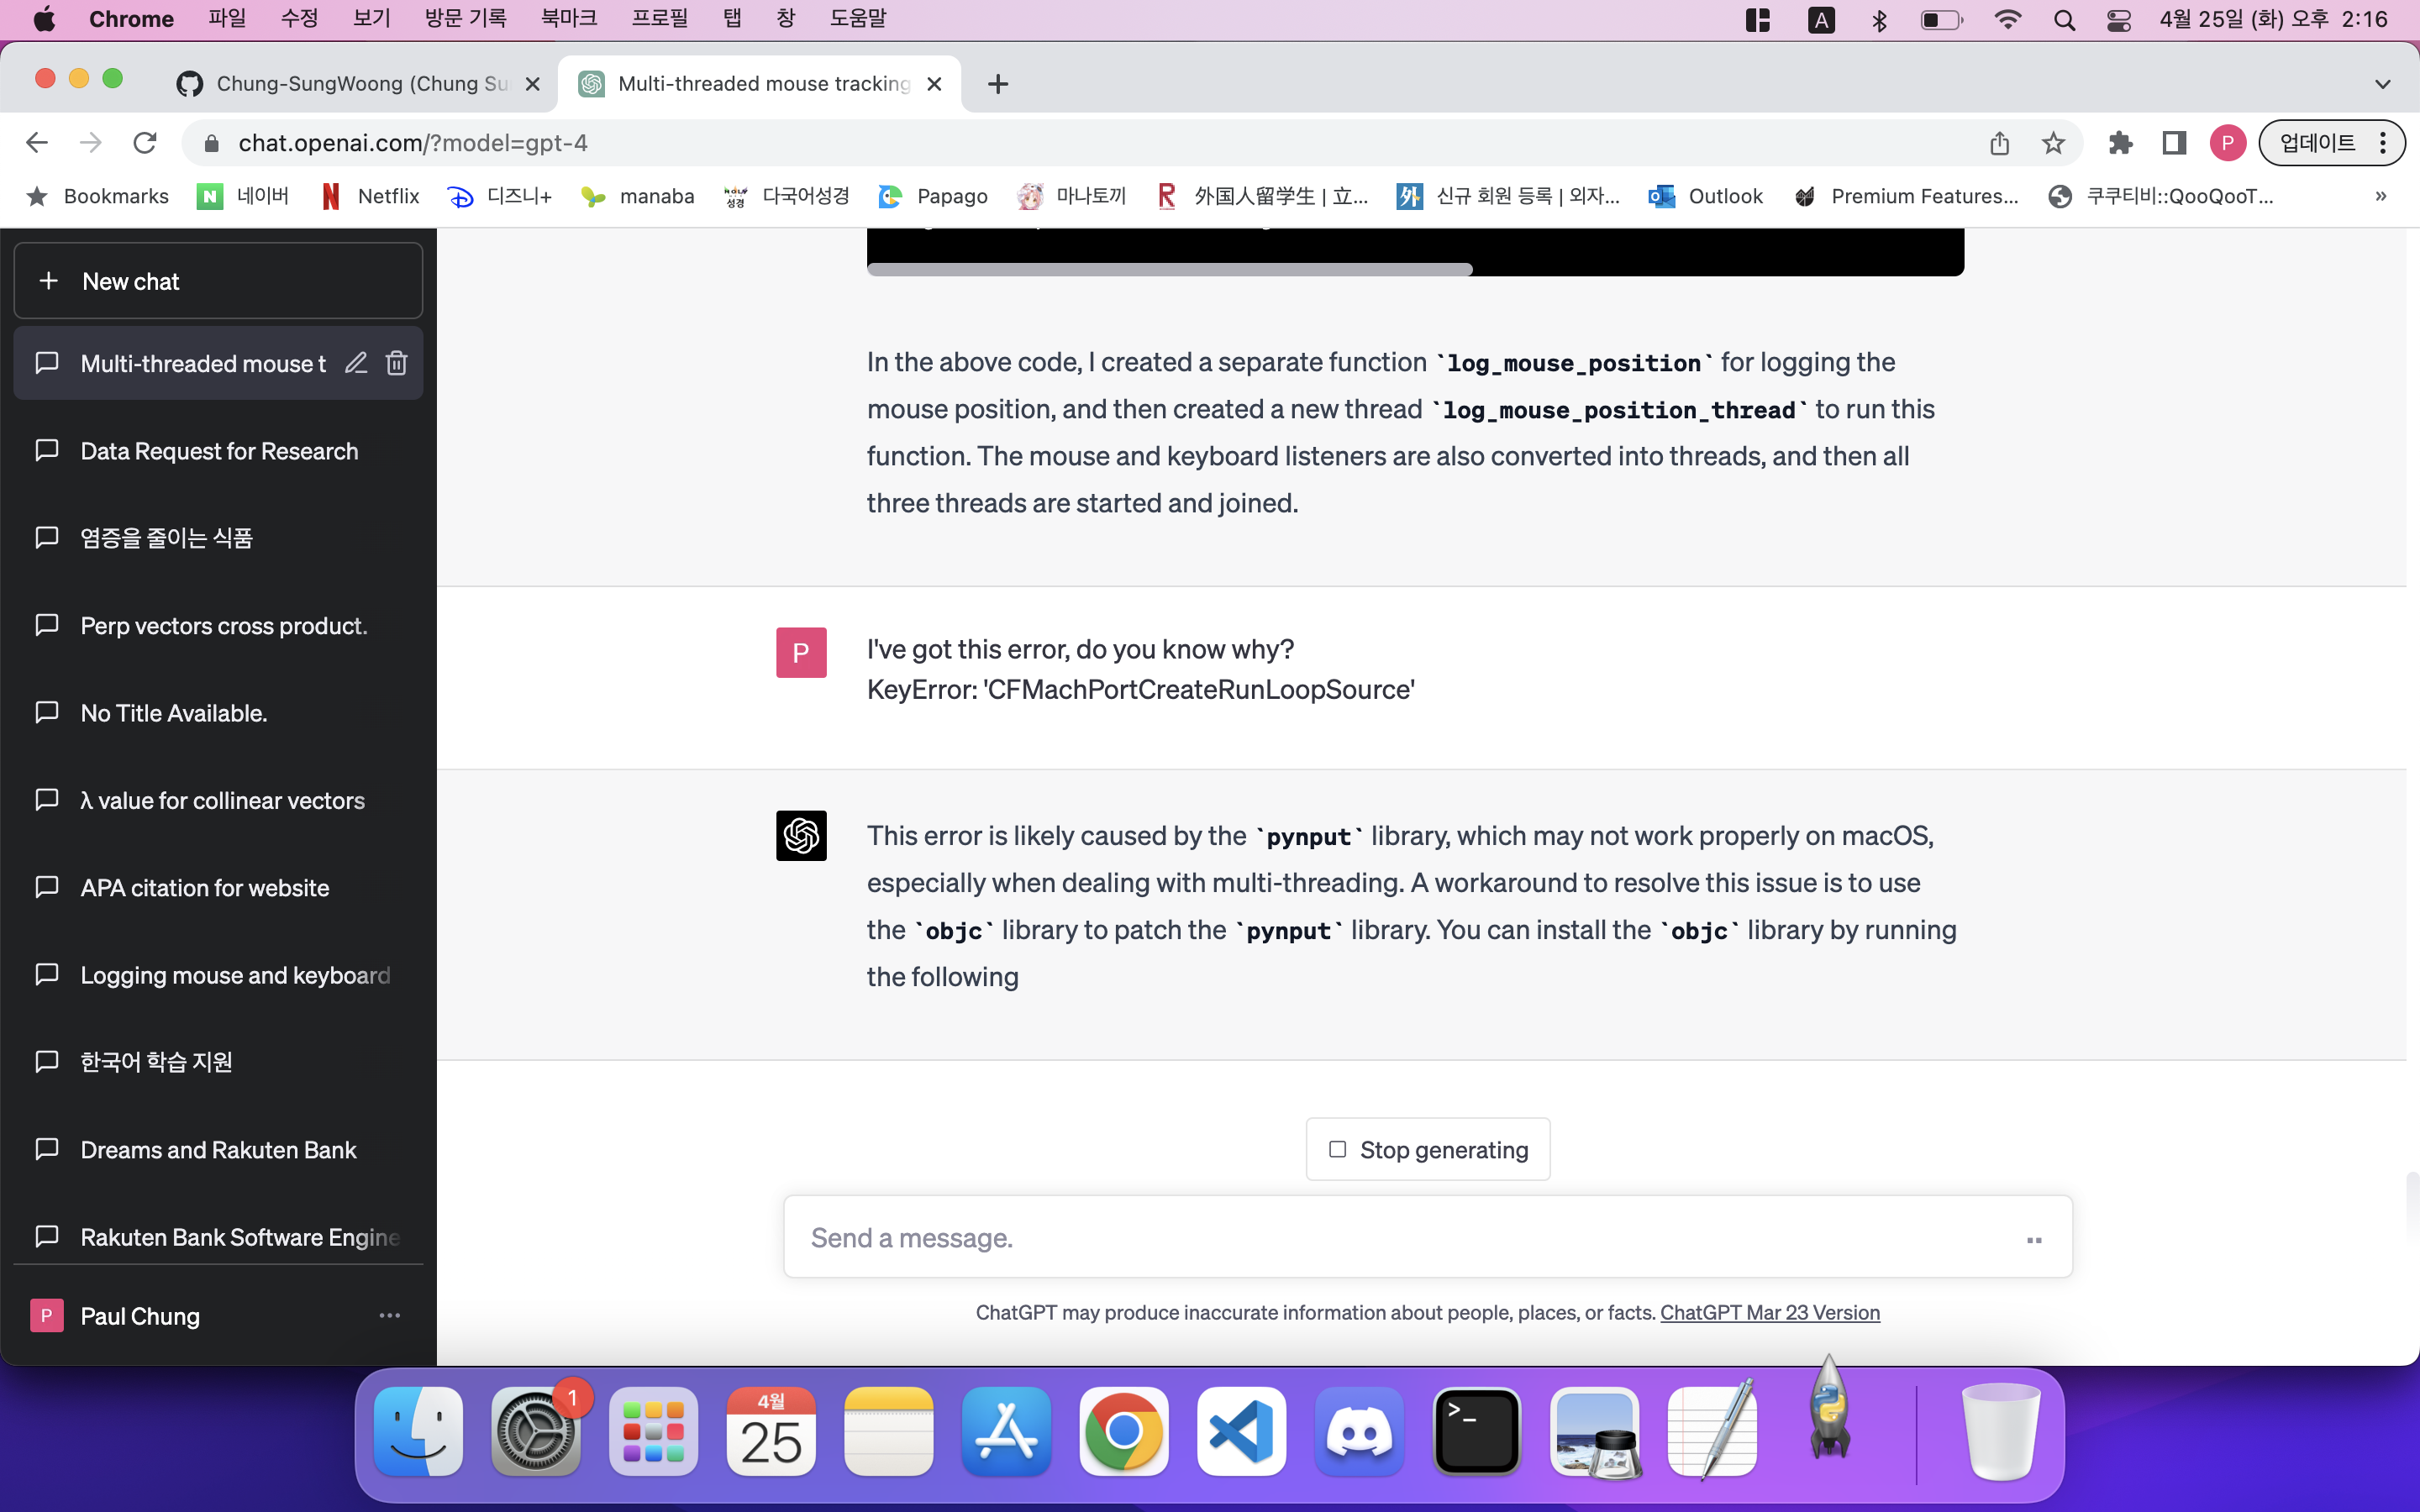 Chrome 파일 수정 보기 방문 기록 북마크 프로필 탭 창 도움말 A 4월 25일 (화) 오후 2:16
Chung-SungWoong (Chung Su Multi-threaded mouse tracking
chat.openai.com/?model=gpt-4 P 업데이트
Bookmarks N 네이버 N Netflix 디즈니+ manaba 다국어성경 Papago 마나토끼 R 外国人留学生 | 立... 外 신규 회원 등록 | 외자... Outlook Premium Features... 쿠쿠티비::QooQooT... »
New chat
Multi-threaded mouse t
Data Request for Research
염증을 줄이는 식품
Perp vectors cross product.
No Title Available.
λ value for collinear vectors
APA citation for website
Logging mouse and keyboard
한국어 학습 지원
Dreams and Rakuten Bank
Rakuten Bank Software Engine
P Paul Chung ...
In the above code, I created a separate function `log_mouse_position` for logging the
mouse position, and then created a new thread `log_mouse_position_thread` to run this
function. The mouse and keyboard listeners are also converted into threads, and then all
three threads are started and joined.
P I've got this error, do you know why?
KeyError: 'CFMachPortCreateRunLoopSource'
This error is likely caused by the `pynput` library, which may not work properly on macOS,
especially when dealing with multi-threading. A workaround to resolve this issue is to use
the `objc` library to patch the `pynput` library. You can install the `objc` library by running
the following
Stop generating
Send a message.
ChatGPT may produce inaccurate information about people, places, or facts. ChatGPT Mar 23 Version
1 4월
25
>_